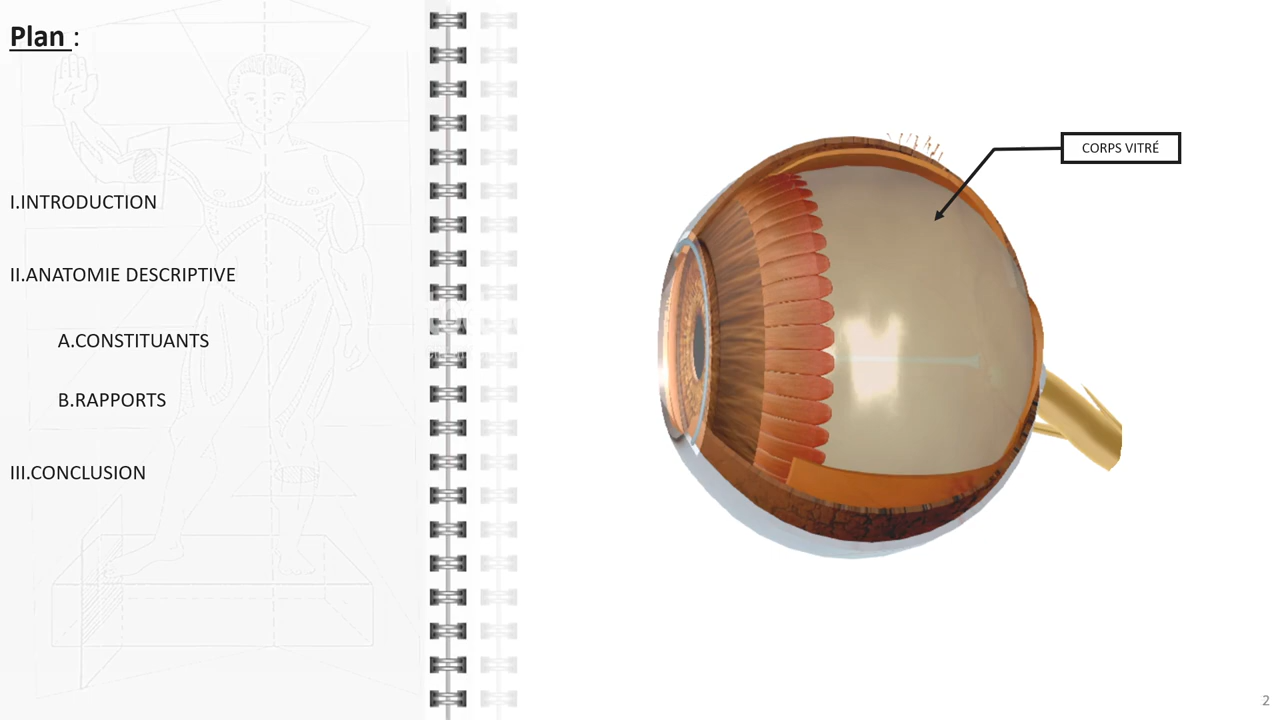 Plan :
I.INTRODUCTION
II.ANATOMIE DESCRIPTIVE
A.CONSTITUANTS
B.RAPPORTS
III.CONCLUSION
CORPS VITRÉ
2